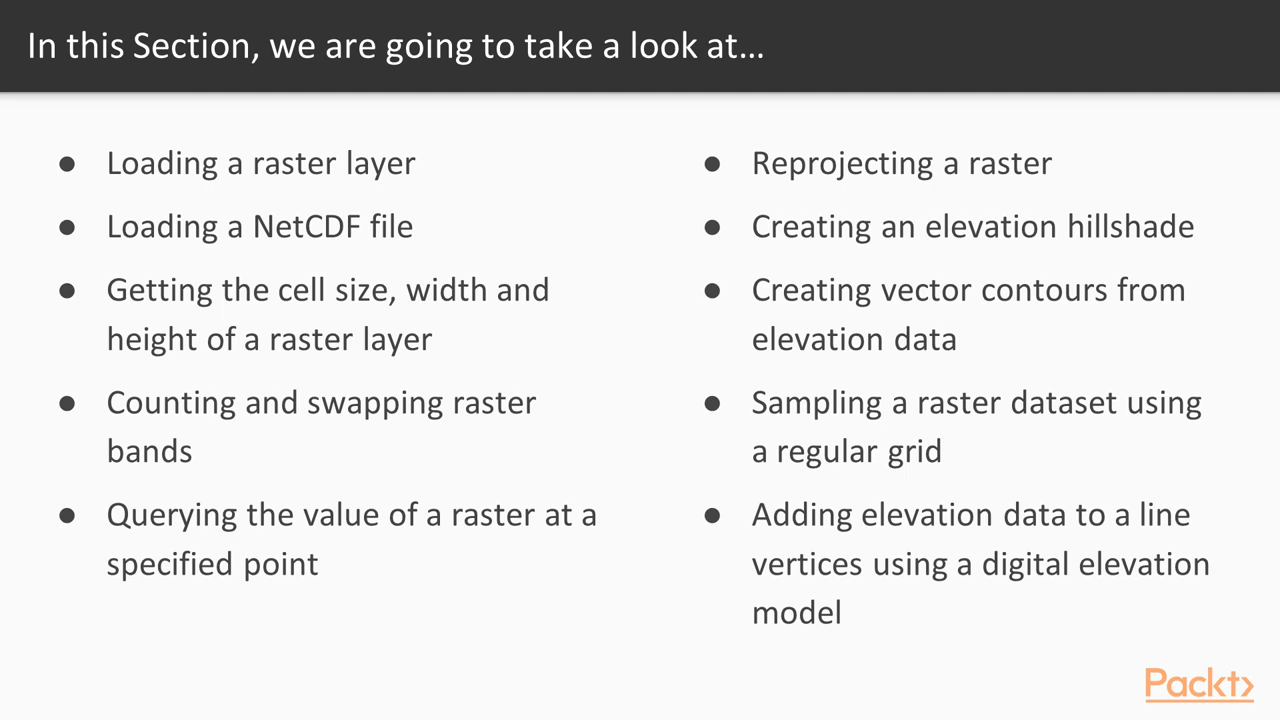 In this Section, we are going to take a look at...
● Loading a raster layer
● Loading a NetCDF file
● Getting the cell size, width and
height of a raster layer
● Counting and swapping raster
bands
● Querying the value of a raster at a
specified point
● Reprojecting a raster
● Creating an elevation hillshade
● Creating vector contours from
elevation data
● Sampling a raster dataset using
a regular grid
● Adding elevation data to a line
vertices using a digital elevation
model
Packt>